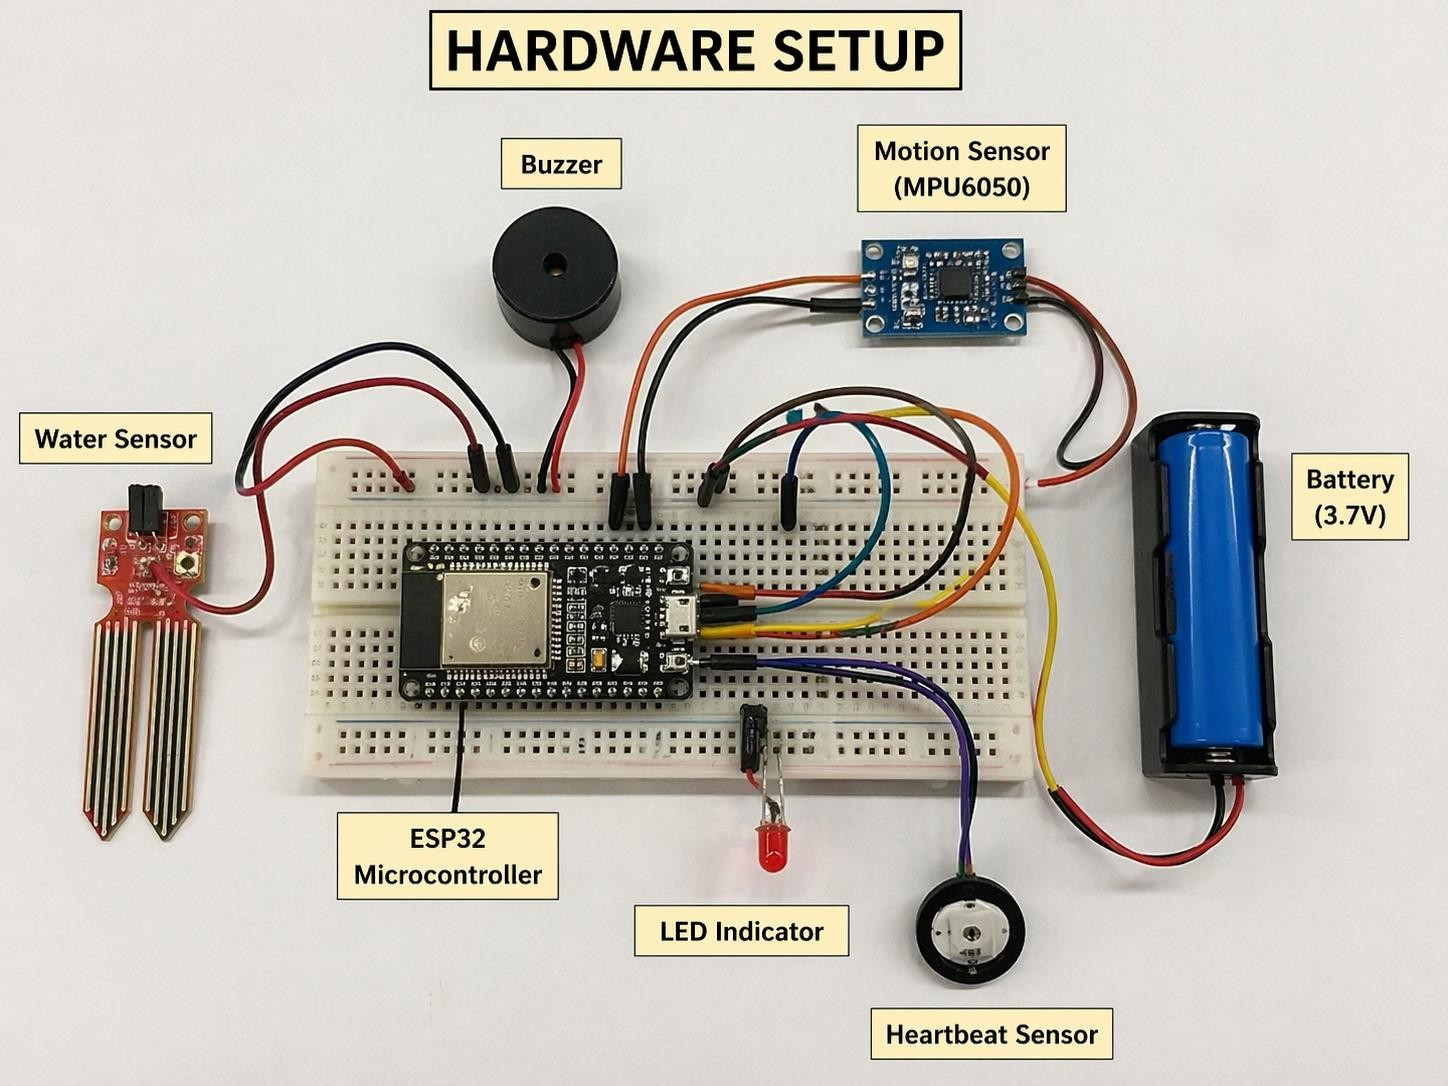 HARDWARE SETUP
Buzzer
Motion Sensor
(MPU6050)
Water Sensor
Battery
(3.7V)
ESP32
Microcontroller
LED Indicator
Heartbeat Sensor